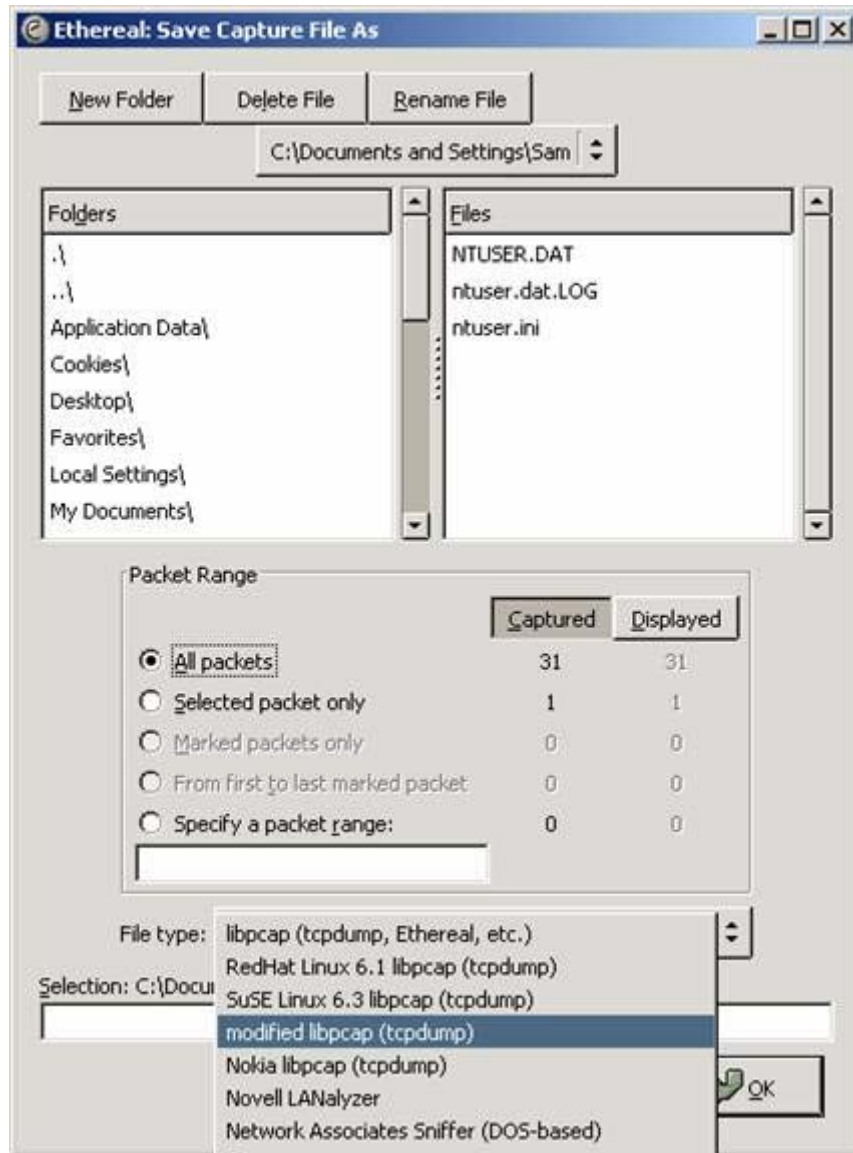 Ethereal: Save Capture File As
New Folder Delete File Rename File
C:\Documents and Settings\Sam
Folders
.\
..\
Application Data\
Cookies\
Desktop\
Favorites\
Local Settings\
My Documents\
Files
NTUSER.DAT
ntuser.dat.LOG
ntuser.ini
Packet Range
Captured Displayed
All packets 31 31
Selected packet only 1 1
Marked packets only 0 0
From first to last marked packet 0 0
Specify a packet range: 0 0
File type:
libpcap (tcpdump, Ethereal, etc.)
RedHat Linux 6.1 libpcap (tcpdump)
Selection: C:\Docu
SuSE Linux 6.3 libpcap (tcpdump)
modified libpcap (tcpdump)
Nokia libpcap (tcpdump)
OK
Novell LANalyzer
Network Associates Sniffer (DOS-based)